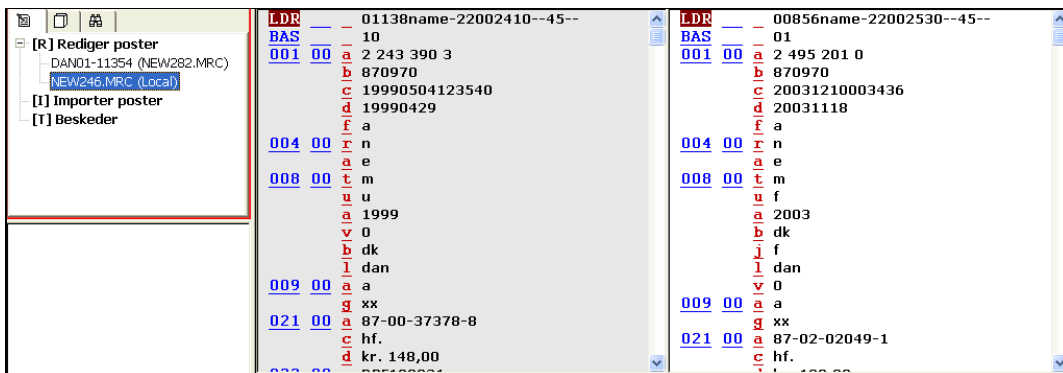 [R] Rediger poster
DAN01-11354 (NEW282.MRC)
NEW246.MRC (Local)
[I] Importer poster
[T] Beskeder
LDR _ _ _ 01138name-22002410--45--
BAS _ _ 10
001 00 a 2 243 390 3
b 870970
c 19990504123540
d 19990429
f a
004 00 r n
a e
008 00 t m
u u
a 1999
v 0
b dk
l dan
009 00 a a
g xx
021 00 a 87-00-37378-8
c hf.
d kr. 148,00
LDR _ _ _ 00856name-22002530--45--
BAS _ _ 01
001 00 a 2 495 201 0
b 870970
c 20031210003436
d 20031118
f a
004 00 r n
a e
008 00 t m
u f
a 2003
b dk
j f
l dan
v 0
009 00 a a
g xx
021 00 a 87-02-02049-1
c hf.